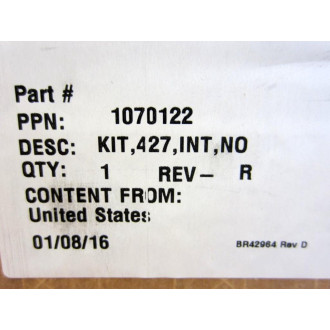 Part #
PPN: 1070122
DESC: KIT,427,INT,NO
QTY: 1 REV- R
CONTENT FROM:
United States
01/08/16 BR42964 Rev D